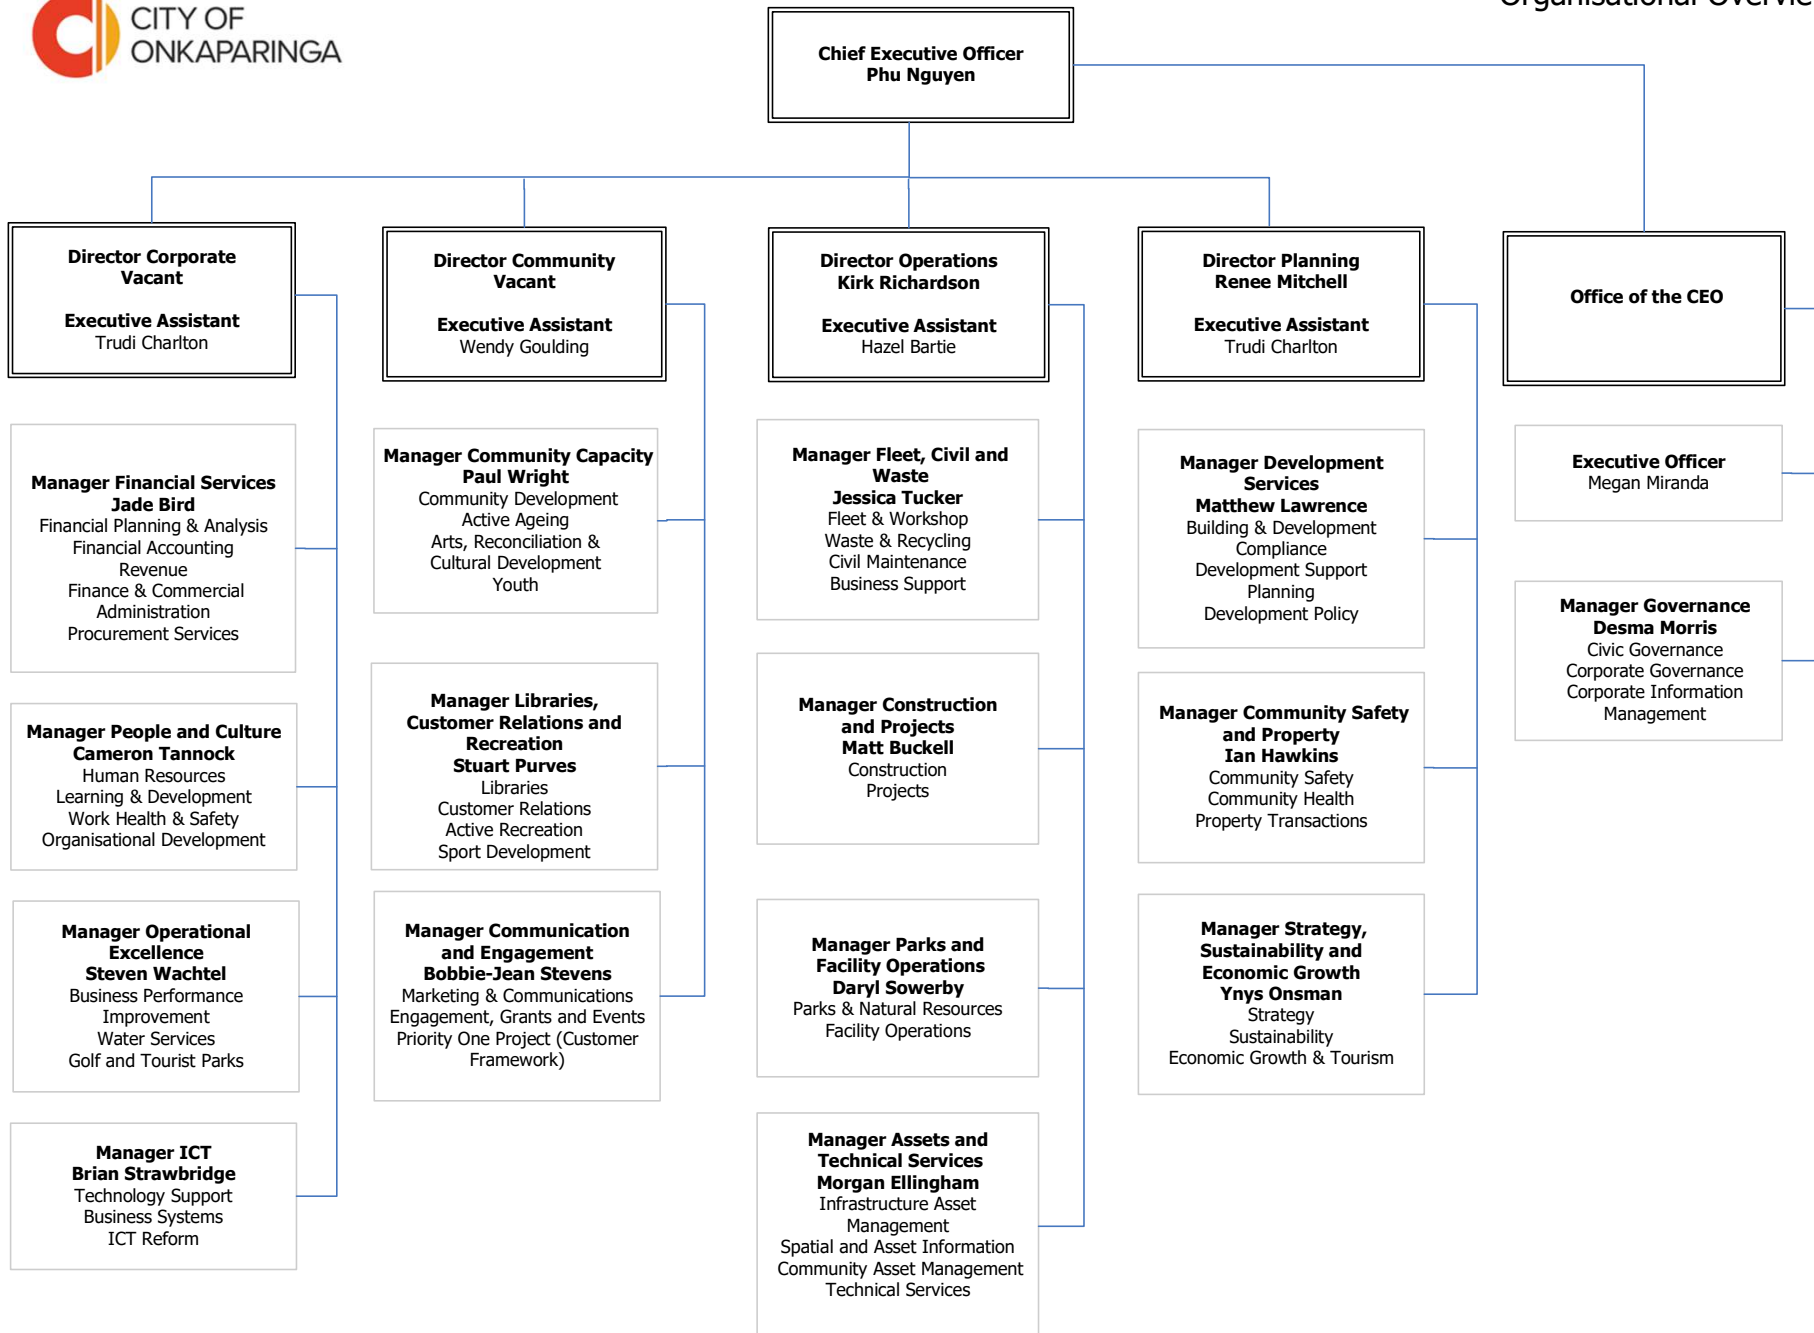 CITY OF
ONKAPARINGA
Organisational Overvie
Chief Executive Officer
Phu Nguyen
Director Corporate
Vacant
Executive Assistant
Trudi Charlton
Director Community
Vacant
Executive Assistant
Wendy Goulding
Director Operations
Kirk Richardson
Executive Assistant
Hazel Bartie
Director Planning
Renee Mitchell
Executive Assistant
Trudi Charlton
Office of the CEO
Manager Financial Services
Jade Bird
Financial Planning & Analysis
Financial Accounting
Revenue
Finance & Commercial
Administration
Procurement Services
Manager People and Culture
Cameron Tannock
Human Resources
Learning & Development
Work Health & Safety
Organisational Development
Manager Operational
Excellence
Steven Wachtel
Business Performance
Improvement
Water Services
Golf and Tourist Parks
Manager ICT
Brian Strawbridge
Technology Support
Business Systems
ICT Reform
Manager Community Capacity
Paul Wright
Community Development
Active Ageing
Arts, Reconciliation &
Cultural Development
Youth
Manager Libraries,
Customer Relations and
Recreation
Stuart Purves
Libraries
Customer Relations
Active Recreation
Sport Development
Manager Communication
and Engagement
Bobbie-Jean Stevens
Marketing & Communications
Engagement, Grants and Events
Priority One Project (Customer
Framework)
Manager Fleet, Civil and
Waste
Jessica Tucker
Fleet & Workshop
Waste & Recycling
Civil Maintenance
Business Support
Manager Construction
and Projects
Matt Buckell
Construction
Projects
Manager Parks and
Facility Operations
Daryl Sowerby
Parks & Natural Resources
Facility Operations
Manager Assets and
Technical Services
Morgan Ellingham
Infrastructure Asset
Management
Spatial and Asset Information
Community Asset Management
Technical Services
Manager Development
Services
Matthew Lawrence
Building & Development
Compliance
Development Support
Planning
Development Policy
Manager Community Safety
and Property
Ian Hawkins
Community Safety
Community Health
Property Transactions
Manager Strategy,
Sustainability and
Economic Growth
Ynys Onsman
Strategy
Sustainability
Economic Growth & Tourism
Executive Officer
Megan Miranda
Manager Governance
Desma Morris
Civic Governance
Corporate Governance
Corporate Information
Management